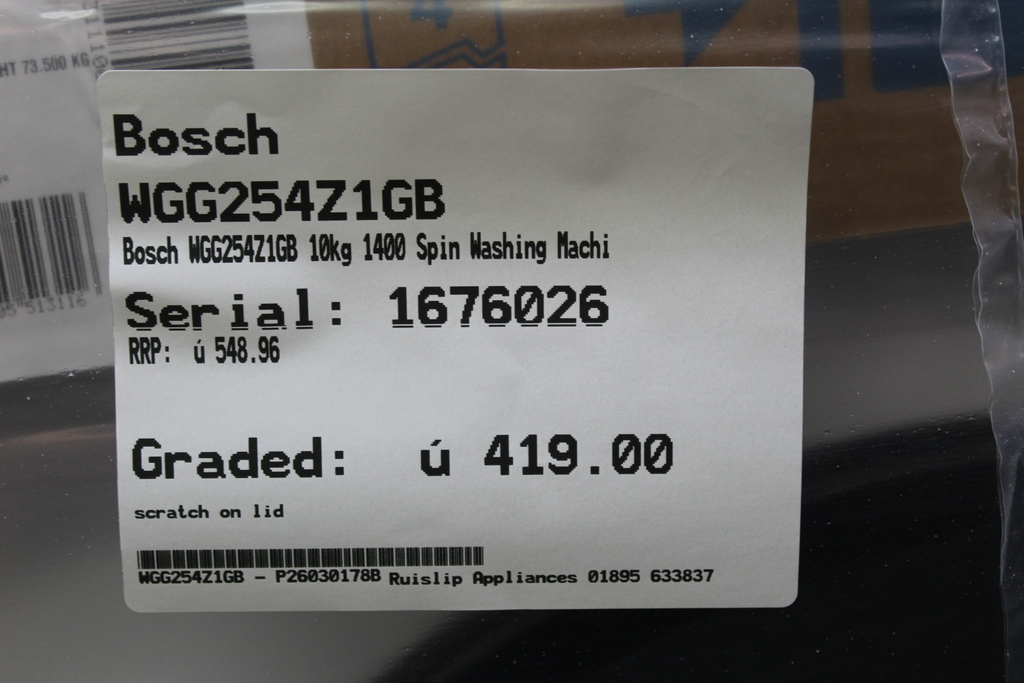 HT 73.500 KG
Bosch
WGG254Z1GB
Bosch WGG254Z1GB 10kg 1400 Spin Washing Machi
Serial: 1676026
RRP: ú 548.96
Graded: ú 419.00
scratch on lid
WGG254Z1GB - P26030178B Ruislip Appliances 01895 633837